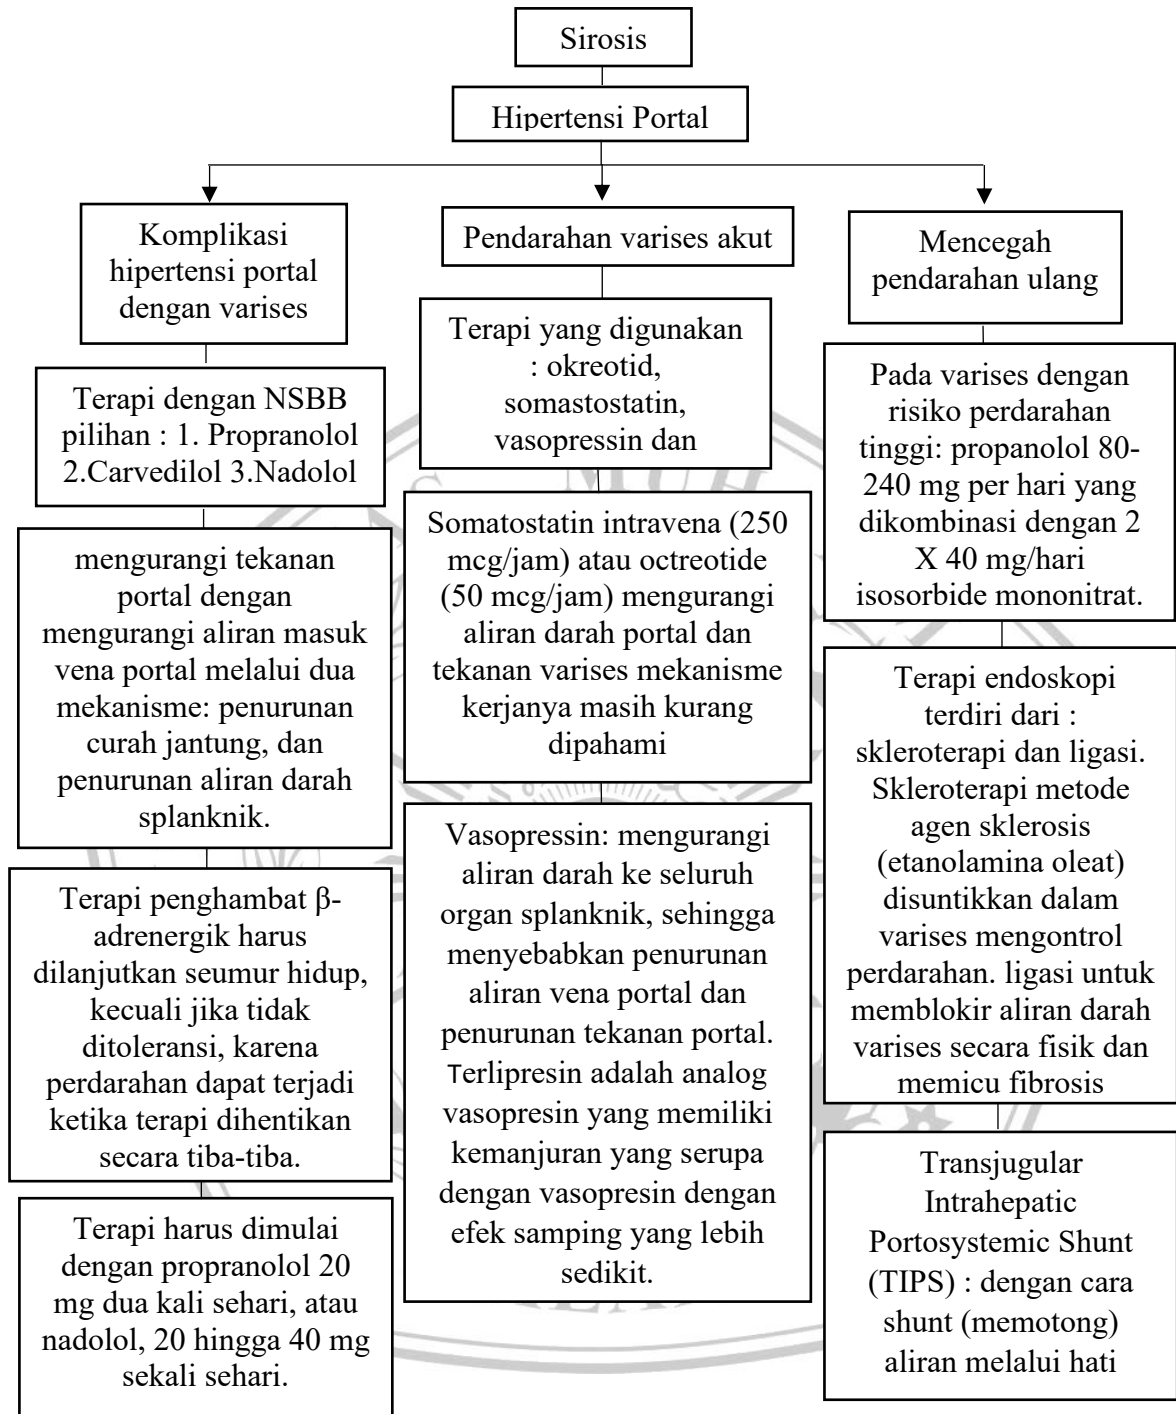 Sirosis
Hipertensi Portal
Komplikasi
hipertensi portal
dengan varises
Terapi dengan NSBB
pilihan : 1. Propranolol
2.Carvedilol 3.Nadolol
mengurangi tekanan
portal dengan
mengurangi aliran masuk
vena portal melalui dua
mekanisme: penurunan
curah jantung, dan
penurunan aliran darah
splanknik.
Terapi penghambat β-
adrenergik harus
dilanjutkan seumur hidup,
kecuali jika tidak
ditoleransi, karena
perdarahan dapat terjadi
ketika terapi dihentikan
secara tiba-tiba.
Terapi harus dimulai
dengan propranolol 20
mg dua kali sehari, atau
nadolol, 20 hingga 40 mg
sekali sehari.
Pendarahan varises akut
Terapi yang digunakan
: okreotid,
somastostatin,
vasopressin dan
Somatostatin intravena (250
mcg/jam) atau octreotide
(50 mcg/jam) mengurangi
aliran darah portal dan
tekanan varises mekanisme
kerjanya masih kurang
dipahami
Vasopressin: mengurangi
aliran darah ke seluruh
organ splanknik, sehingga
menyebabkan penurunan
aliran vena portal dan
penurunan tekanan portal.
Terlipresin adalah analog
vasopresin yang memiliki
kemanjuran yang serupa
dengan vasopresin dengan
efek samping yang lebih
sedikit.
Mencegah
pendarahan ulang
Pada varises dengan
risiko perdarahan
tinggi: propanolol 80-
240 mg per hari yang
dikombinasi dengan 2
X 40 mg/hari
isosorbide mononitrat.
Terapi endoskopi
terdiri dari :
skleroterapi dan ligasi.
Skleroterapi metode
agen sklerosis
(etanolamina oleat)
disuntikkan dalam
varises mengontrol
perdarahan. ligasi untuk
memblokir aliran darah
varises secara fisik dan
memicu fibrosis
Transjugular
Intrahepatic
Portosystemic Shunt
(TIPS) : dengan cara
shunt (memotong)
aliran melalui hati